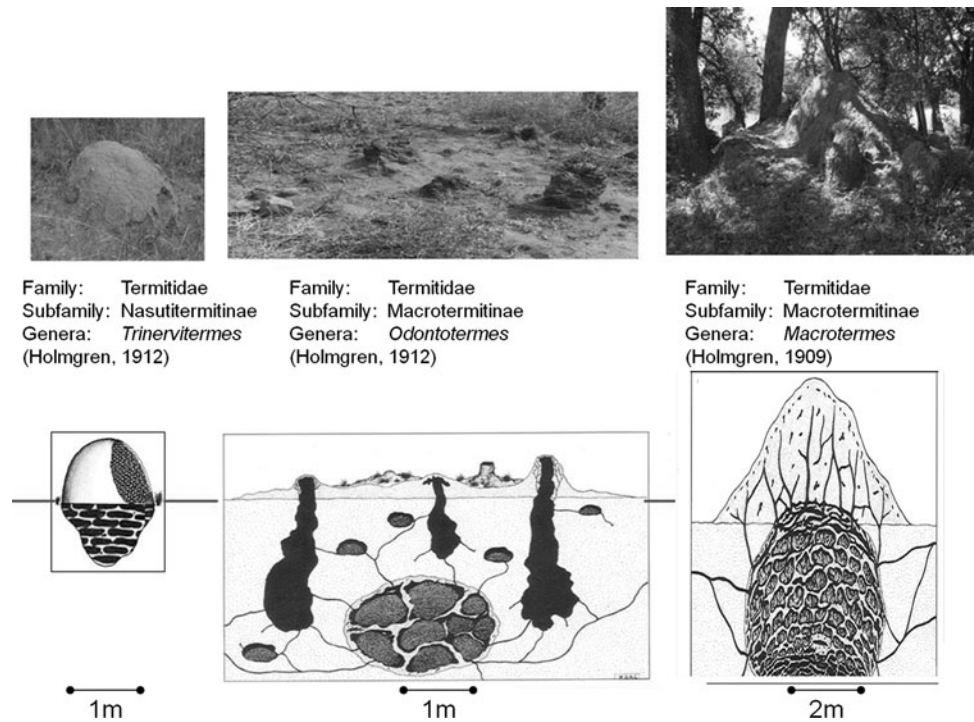 Family: Termitidae
Subfamily: Nasutitermitinae
Genera: Trinervitermes
(Holmgren, 1912)
Family: Termitidae
Subfamily: Macrotermitinae
Genera: Odontotermes
(Holmgren, 1912)
Family: Termitidae
Subfamily: Macrotermitinae
Genera: Macrotermes
(Holmgren, 1909)
1m
1m
2m